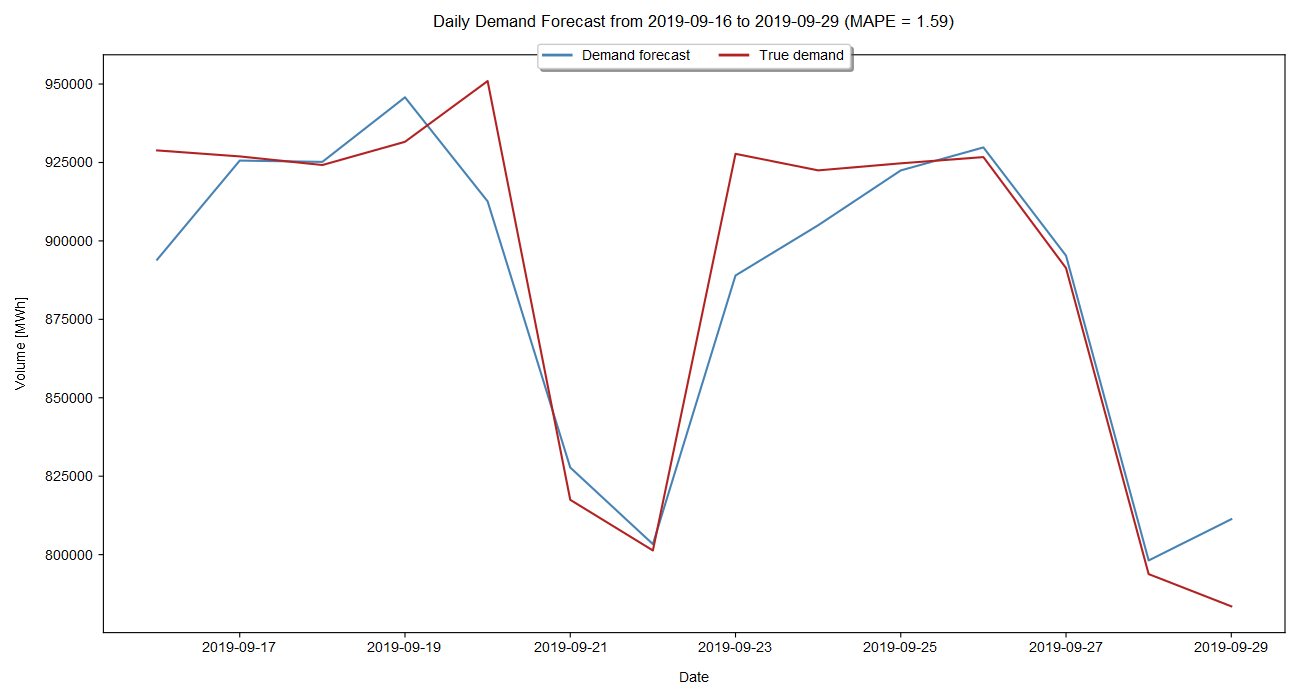 Daily Demand Forecast from 2019-09-16 to 2019-09-29 (MAPE = 1.59)
Demand forecast True demand
950000
925000
900000
875000
850000
825000
800000
Volume [MWh]
2019-09-17 2019-09-19 2019-09-21 2019-09-23 2019-09-25 2019-09-27 2019-09-29
Date